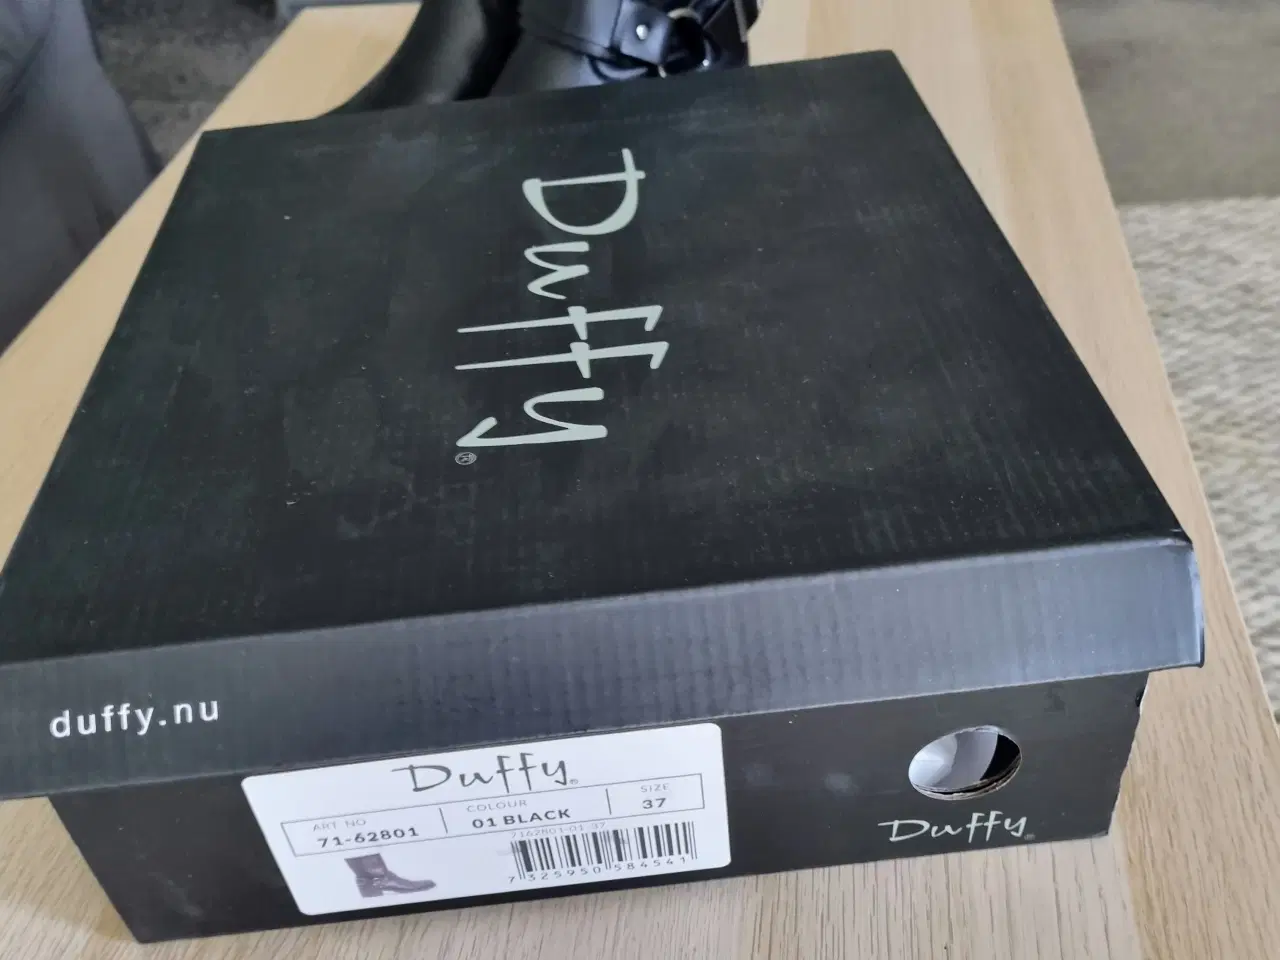 Duffy®
duffy.nu
Duffy®
ART NO COLOUR SIZE
71-62801 01 BLACK 37
7162801-01 37
7 325950 584541
Duffy®